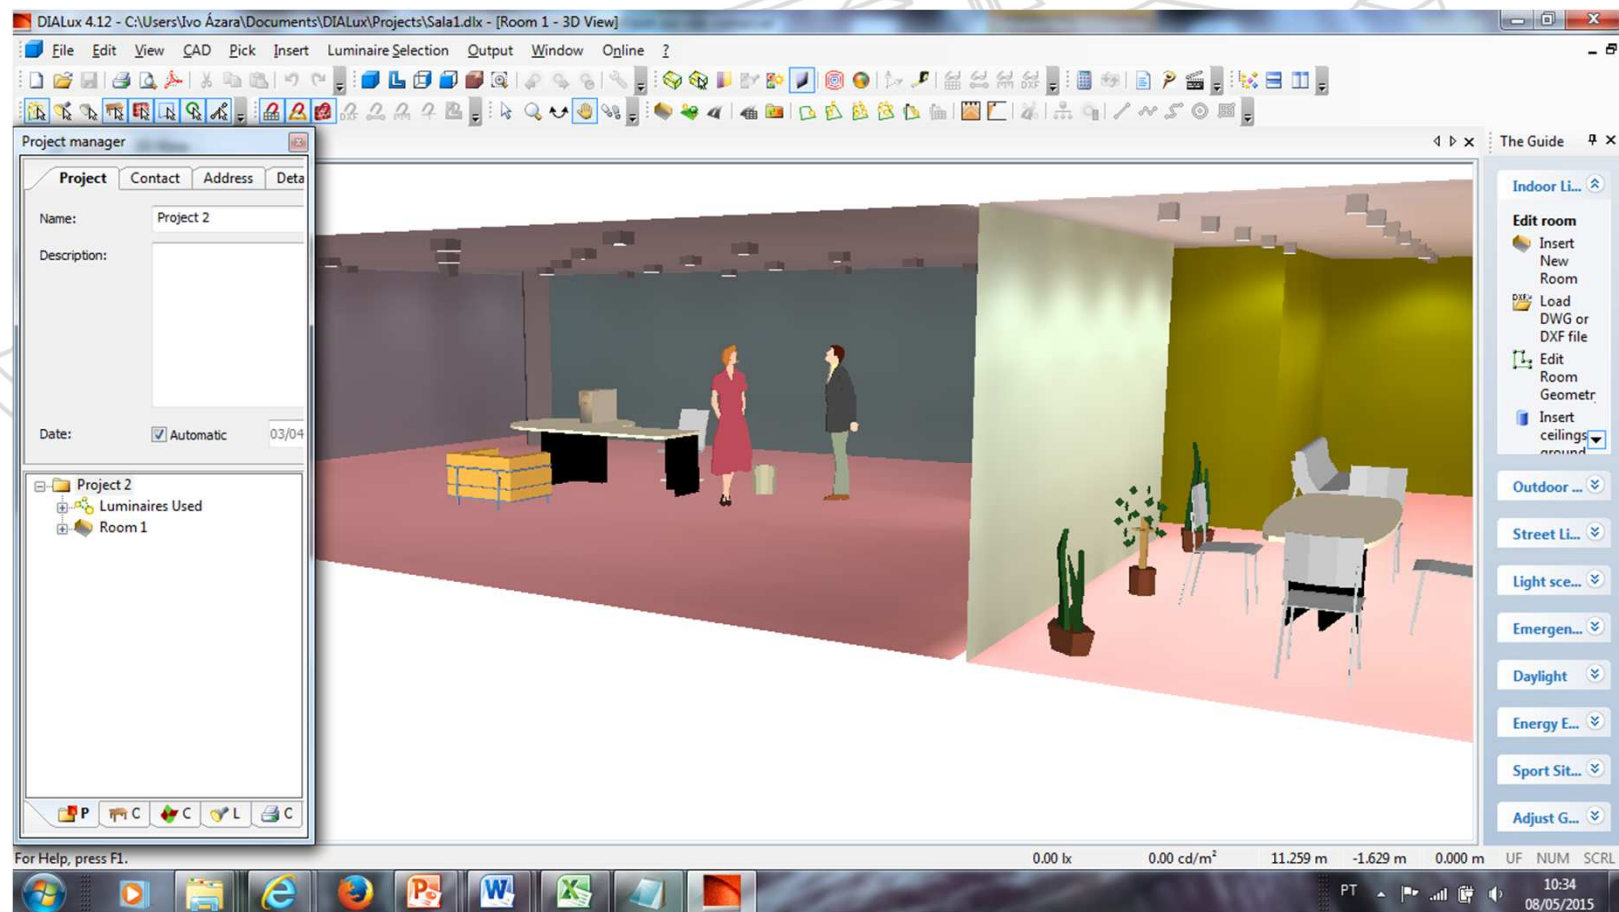 DIALux 4.12 - C:\Users\Ivo Ázara\Documents\DIALux\Projects\Sala1.dlx - [Room 1 - 3D View]
File Edit View CAD Pick Insert Luminaire Selection Output Window Online ?
Project manager
The Guide
Project Contact Address Deta
Name: Project 2
Description:
Date: Automatic 03/04
Project 2
Luminaires Used
Room 1
P C C L C
Indoor Li...
Edit room
Insert
New
Room
Load
DWG or
DXF file
Edit
Room
Geometr
Insert
ceilings
ground
Outdoor ...
Street Li...
Light sce...
Emergen...
Daylight
Energy E...
Sport Sit...
Adjust G...
For Help, press F1.
0.00 lx 0.00 cd/m² 11.259 m -1.629 m 0.000 m UF NUM SCRL
PT
10:34
08/05/2015